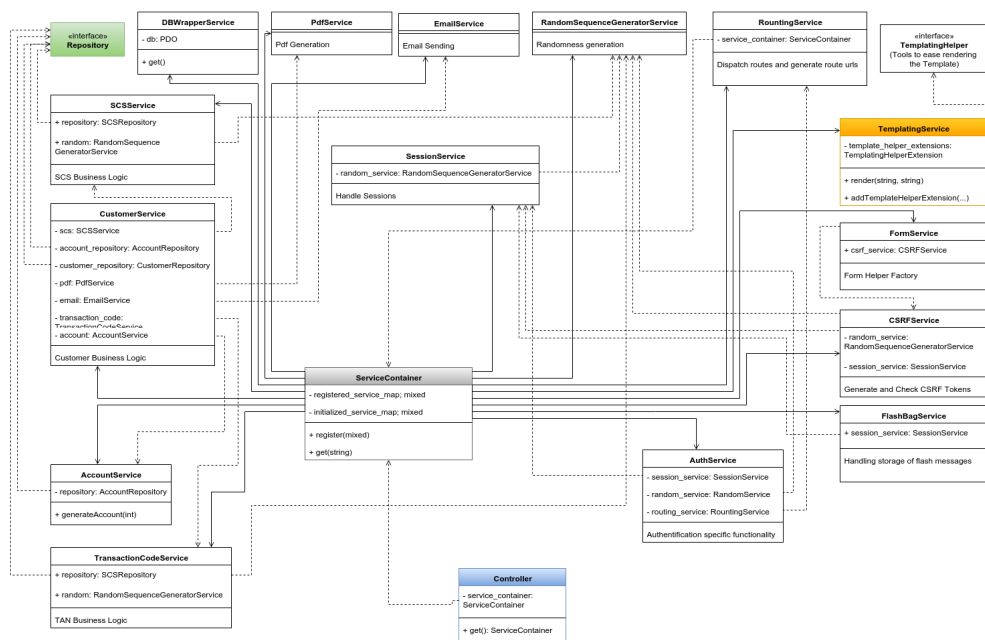 «interface»
Repository
DBWrapperService
- db: PDO
+ get()
PdfService
Pdf Generation
EmailService
Email Sending
RandomSequenceGeneratorService
Randomness generation
RountingService
- service_container: ServiceContainer
Dispatch routes and generate route urls
«interface»
TemplatingHelper
(Tools to ease rendering
the Template)
SCSService
+ repository: SCSRepository
+ random: RandomSequence
GeneratorService
SCS Business Logic
SessionService
- random_service: RandomSequenceGeneratorService
Handle Sessions
TemplatingService
- template_helper_extensions:
TemplatingHelperExtension
+ render(string, string)
+ addTemplateHelperExtension(...)
CustomerService
- scs: SCSService
- account_repository: AccountRepository
- customer_repository: CustomerRepository
- pdf: PdfService
- email: EmailService
- transaction_code:
TransactionCodeService
- account: AccountService
Customer Business Logic
FormService
+ csrf_service: CSRFService
Form Helper Factory
CSRFService
- random_service:
RandomSequenceGeneratorService
- session_service: SessionService
Generate and Check CSRF Tokens
ServiceContainer
- registered_service_map; mixed
- initialized_service_map; mixed
+ register(mixed)
+ get(string)
FlashBagService
+ session_service: SessionService
Handling storage of flash messages
AccountService
- repository: AccountRepository
+ generateAccount(int)
AuthService
- session_service: SessionService
- random_service: RandomService
- routing_service: RountingService
Authentification specific functionality
TransactionCodeService
+ repository: SCSRepository
+ random: RandomSequenceGeneratorService
TAN Business Logic
Controller
- service_container:
ServiceContainer
+ get(): ServiceContainer